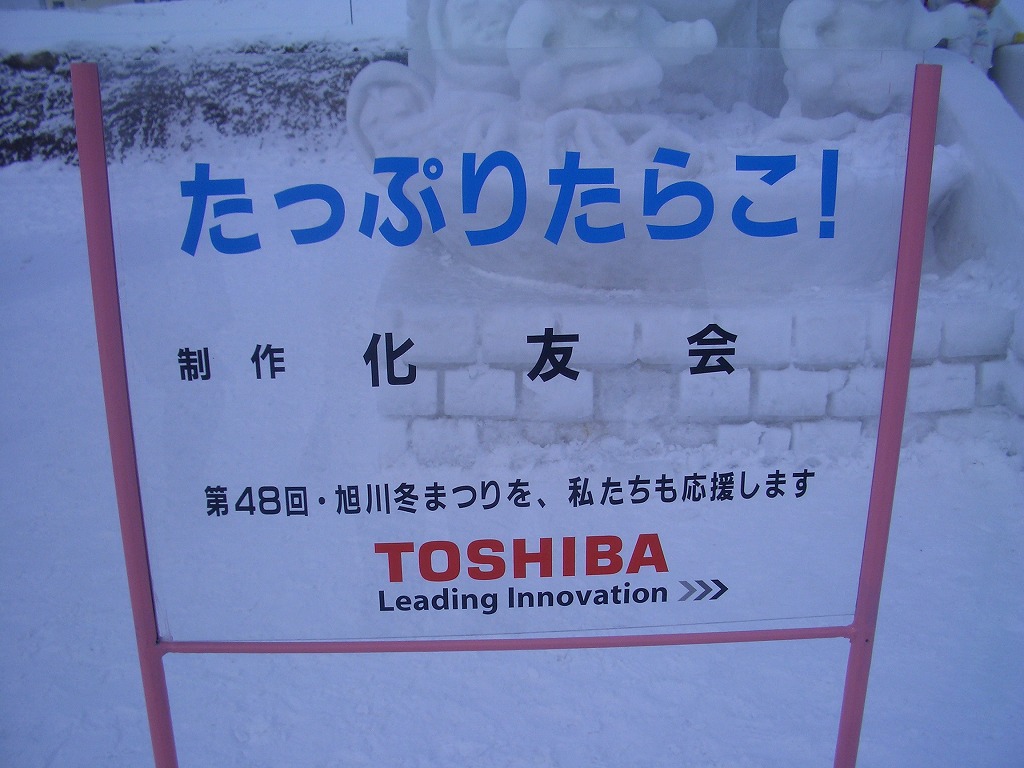 たっぷりたらこ!
制作 化友会
第48回・旭川冬まつりを、私たちも応援します
TOSHIBA
Leading Innovation >>>